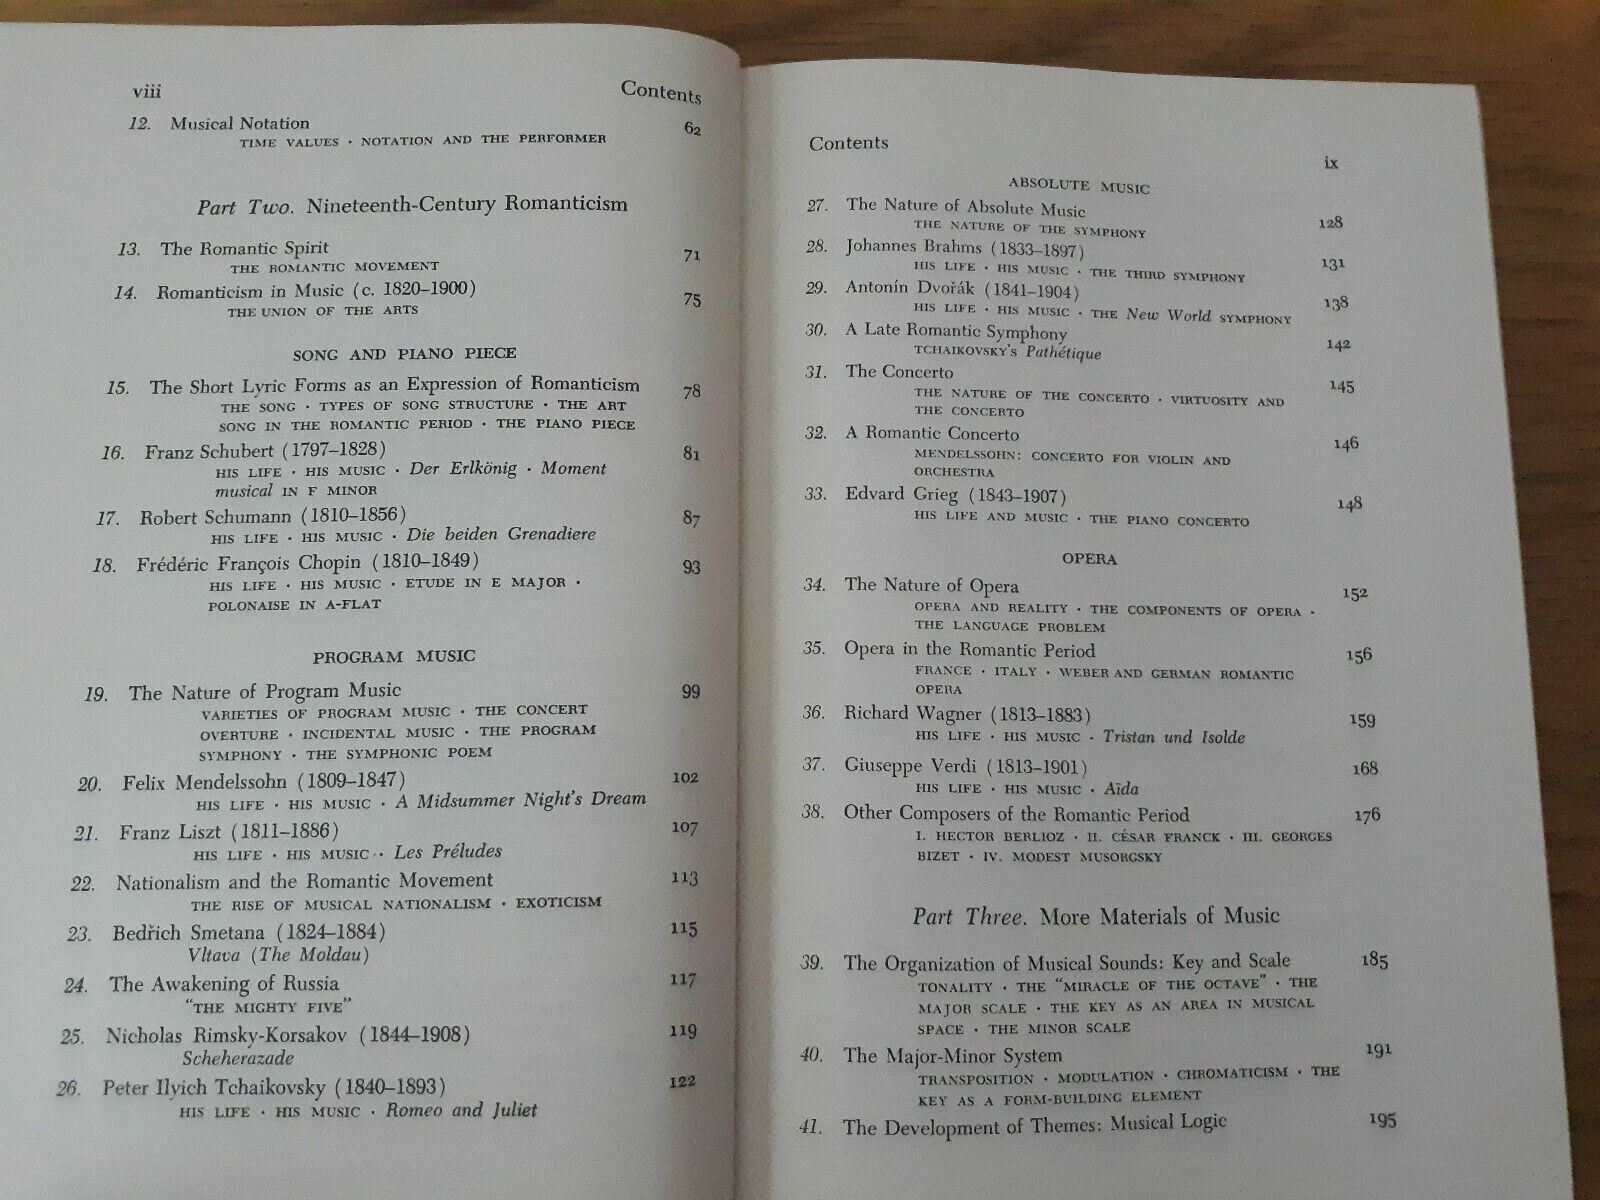 viii Contents
12. Musical Notation 62
TIME VALUES · NOTATION AND THE PERFORMER
Part Two. Nineteenth-Century Romanticism
13. The Romantic Spirit 71
THE ROMANTIC MOVEMENT
14. Romanticism in Music (c. 1820–1900) 75
THE UNION OF THE ARTS
SONG AND PIANO PIECE
15. The Short Lyric Forms as an Expression of Romanticism 78
THE SONG · TYPES OF SONG STRUCTURE · THE ART
SONG IN THE ROMANTIC PERIOD · THE PIANO PIECE
16. Franz Schubert (1797–1828) 81
HIS LIFE · HIS MUSIC · Der Erlkönig · Moment
musical IN F MINOR
17. Robert Schumann (1810–1856) 87
HIS LIFE · HIS MUSIC · Die beiden Grenadiere
18. Frédéric François Chopin (1810–1849) 93
HIS LIFE · HIS MUSIC · ETUDE IN E MAJOR ·
POLONAISE IN A-FLAT
PROGRAM MUSIC
19. The Nature of Program Music 99
VARIETIES OF PROGRAM MUSIC · THE CONCERT
OVERTURE · INCIDENTAL MUSIC · THE PROGRAM
SYMPHONY · THE SYMPHONIC POEM
20. Felix Mendelssohn (1809–1847) 102
HIS LIFE · HIS MUSIC · A Midsummer Night's Dream
21. Franz Liszt (1811–1886) 107
HIS LIFE · HIS MUSIC · Les Préludes
22. Nationalism and the Romantic Movement 113
THE RISE OF MUSICAL NATIONALISM · EXOTICISM
23. Bedřich Smetana (1824–1884) 115
Vltava (The Moldau)
24. The Awakening of Russia 117
"THE MIGHTY FIVE"
25. Nicholas Rimsky-Korsakov (1844–1908) 119
Scheherazade
26. Peter Ilyich Tchaikovsky (1840–1893) 122
HIS LIFE · HIS MUSIC · Romeo and Juliet
Contents ix
ABSOLUTE MUSIC
27. The Nature of Absolute Music 128
THE NATURE OF THE SYMPHONY
28. Johannes Brahms (1833–1897) 131
HIS LIFE · HIS MUSIC · THE THIRD SYMPHONY
29. Antonín Dvořák (1841–1904) 138
HIS LIFE · HIS MUSIC · THE New World SYMPHONY
30. A Late Romantic Symphony 142
TCHAIKOVSKY'S Pathétique
31. The Concerto 145
THE NATURE OF THE CONCERTO · VIRTUOSITY AND
THE CONCERTO
32. A Romantic Concerto 146
MENDELSSOHN: CONCERTO FOR VIOLIN AND
ORCHESTRA
33. Edvard Grieg (1843–1907) 148
HIS LIFE AND MUSIC · THE PIANO CONCERTO
OPERA
34. The Nature of Opera 152
OPERA AND REALITY · THE COMPONENTS OF OPERA ·
THE LANGUAGE PROBLEM
35. Opera in the Romantic Period 156
FRANCE · ITALY · WEBER AND GERMAN ROMANTIC
OPERA
36. Richard Wagner (1813–1883) 159
HIS LIFE · HIS MUSIC · Tristan und Isolde
37. Giuseppe Verdi (1813–1901) 168
HIS LIFE · HIS MUSIC · Aïda
38. Other Composers of the Romantic Period 176
I. HECTOR BERLIOZ · II. CÉSAR FRANCK · III. GEORGES
BIZET · IV. MODEST MUSORGSKY
Part Three. More Materials of Music
39. The Organization of Musical Sounds: Key and Scale 185
TONALITY · THE "MIRACLE OF THE OCTAVE" · THE
MAJOR SCALE · THE KEY AS AN AREA IN MUSICAL
SPACE · THE MINOR SCALE
40. The Major-Minor System 191
TRANSPOSITION · MODULATION · CHROMATICISM · THE
KEY AS A FORM-BUILDING ELEMENT
41. The Development of Themes: Musical Logic 195